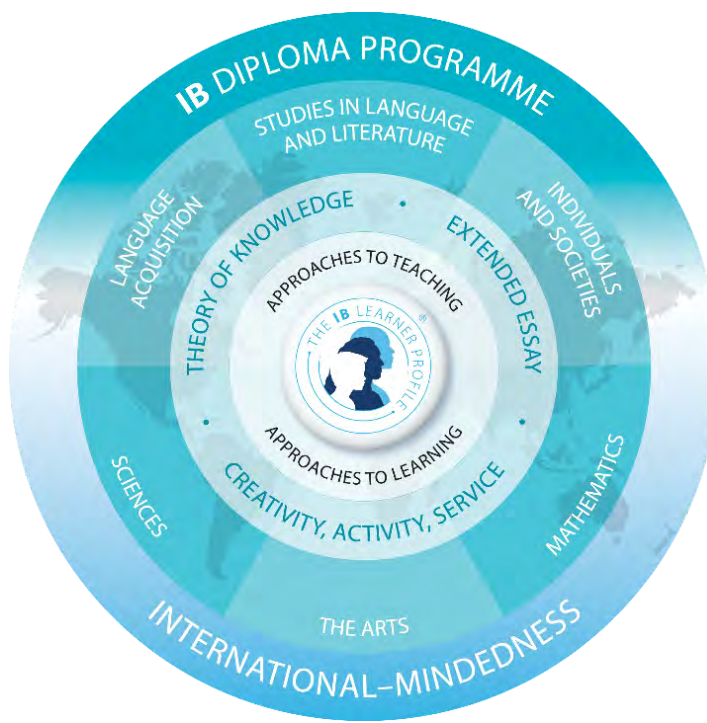 IB DIPLOMA PROGRAMME
STUDIES IN LANGUAGE
AND LITERATURE
LANGUAGE
ACQUISITION
INDIVIDUALS
AND SOCIETIES
THEORY OF KNOWLEDGE
•
EXTENDED ESSAY
APPROACHES TO TEACHING
THE IB LEARNER PROFILE
®
APPROACHES TO LEARNING
•
•
CREATIVITY, ACTIVITY, SERVICE
SCIENCES
MATHEMATICS
THE ARTS
INTERNATIONAL–MINDEDNESS